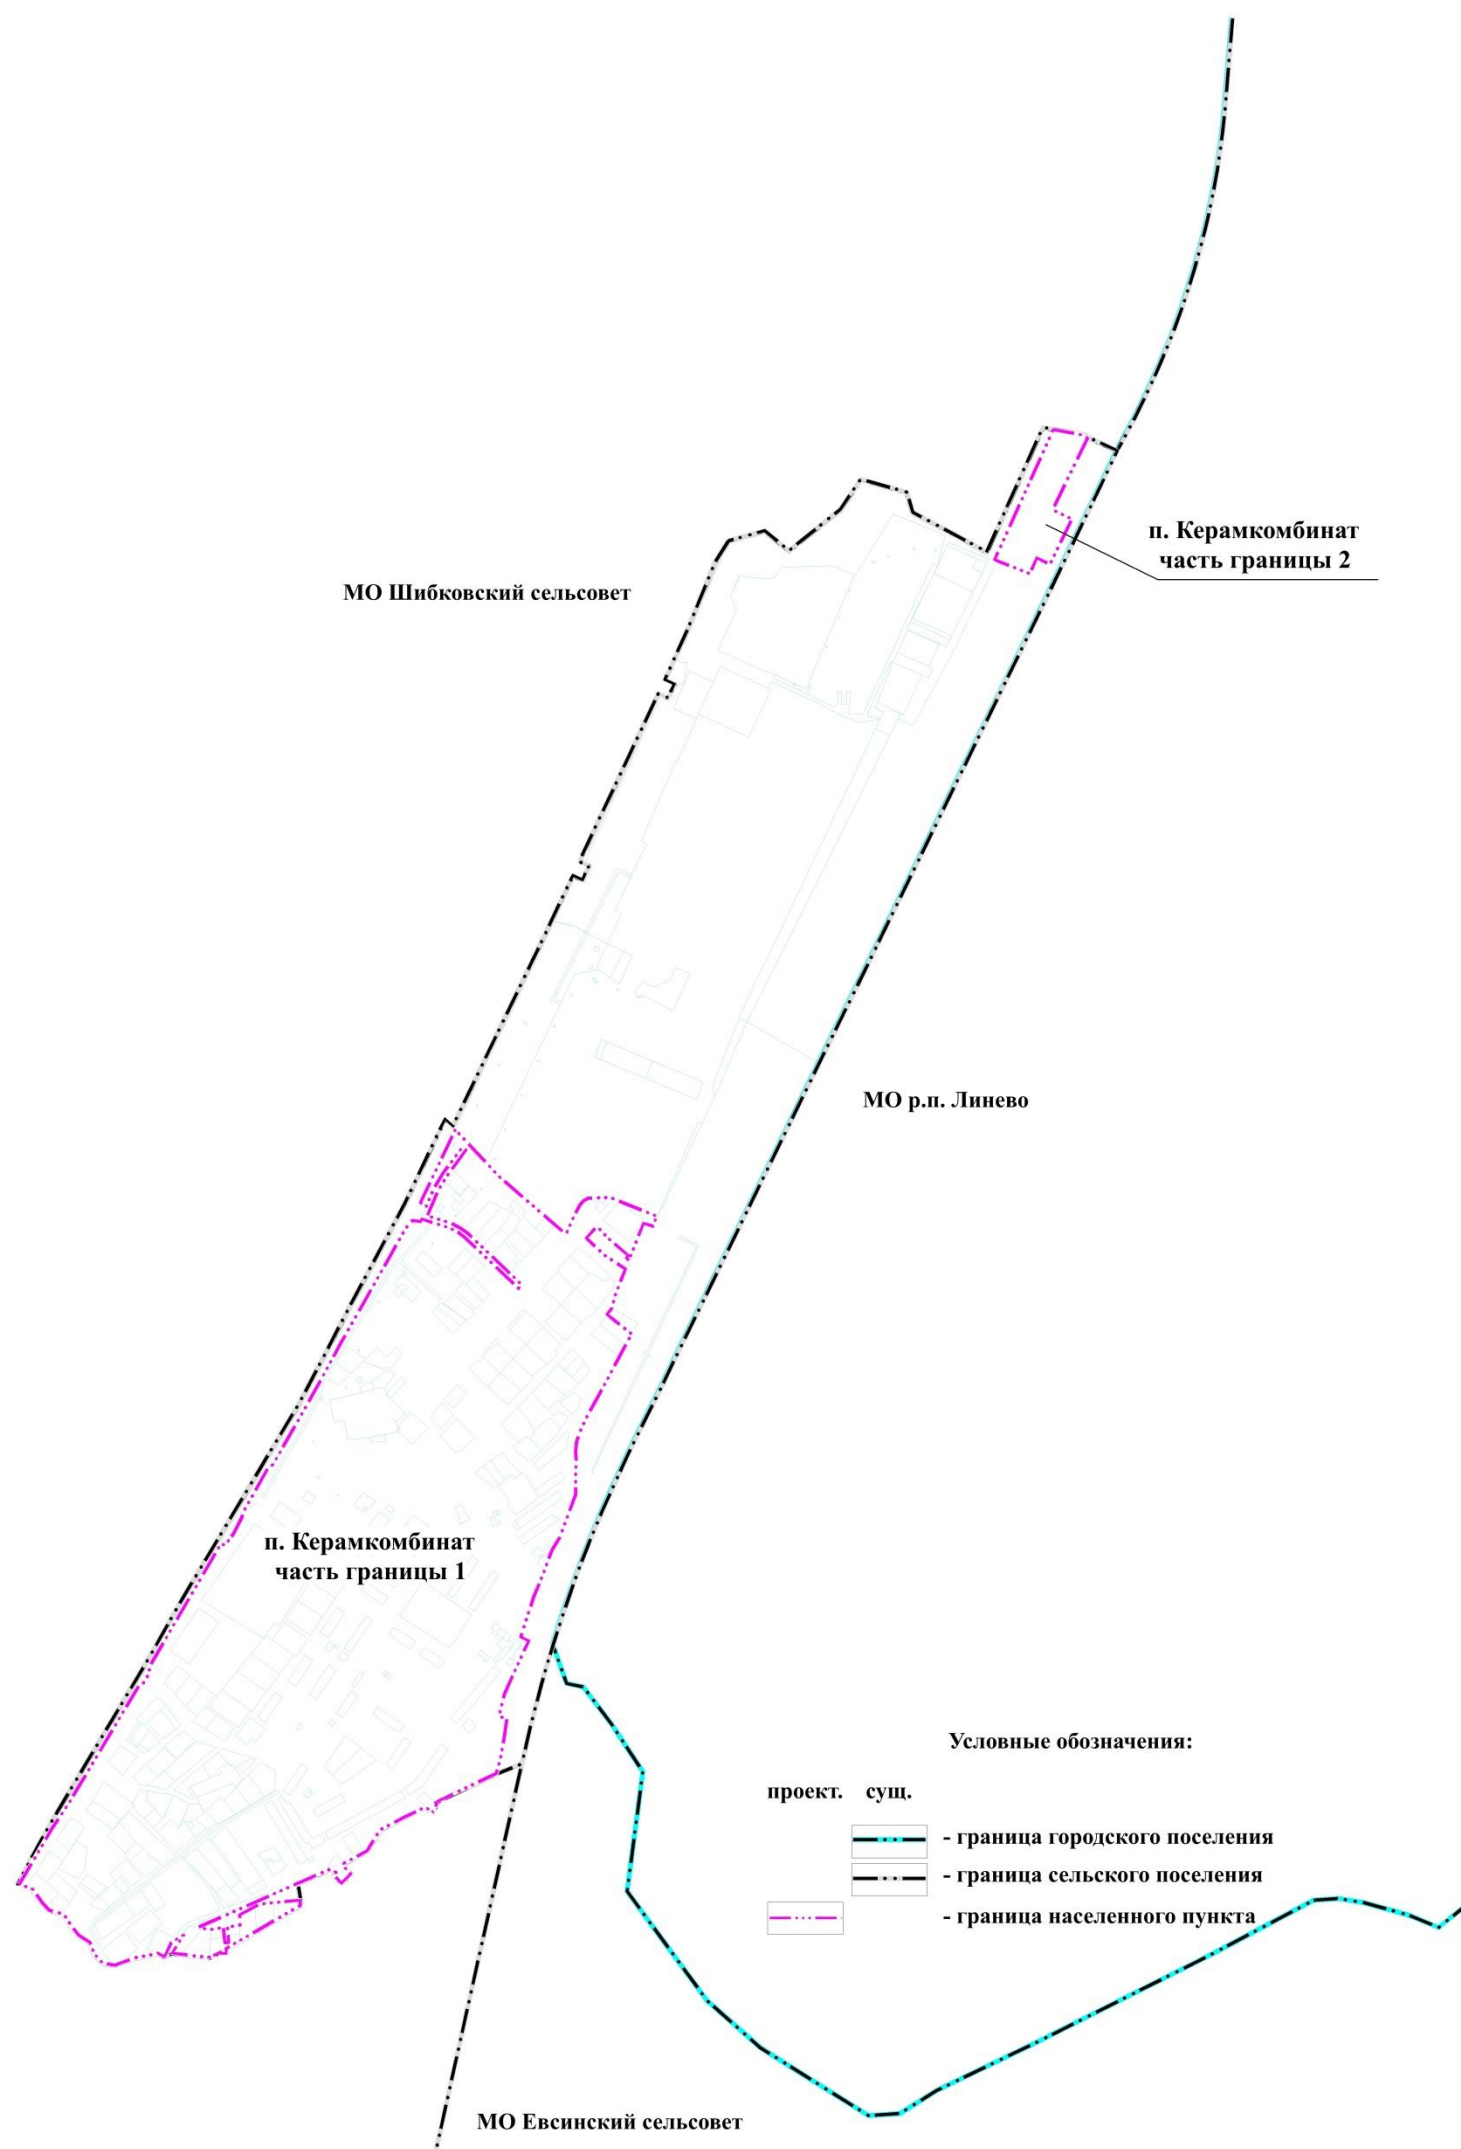 п. Керамкомбинат
часть границы 2
МО Шибковский сельсовет
МО р.п. Линево
п. Керамкомбинат
часть границы 1
Условные обозначения:
проект. сущ.
- граница городского поселения
- граница сельского поселения
- граница населенного пункта
МО Евсинский сельсовет